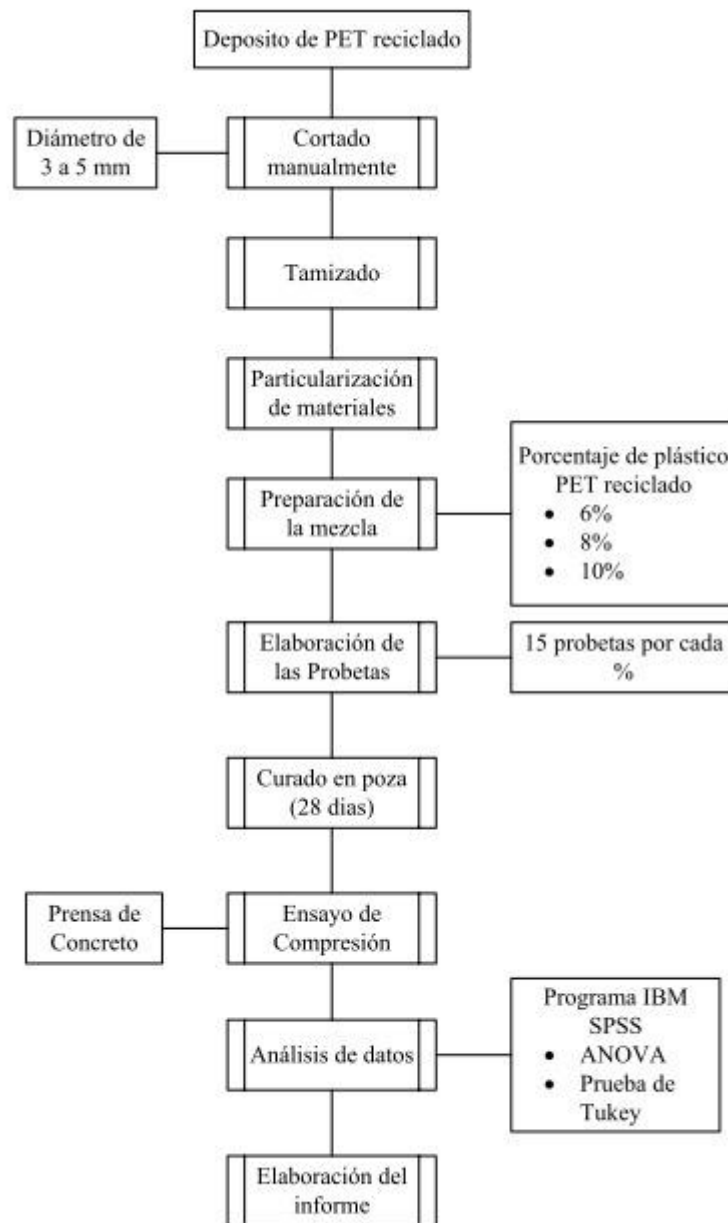 Deposito de PET reciclado
Diámetro de
3 a 5 mm
Cortado
manualmente
Tamizado
Particularización
de materiales
Preparación de
la mezcla
Porcentaje de plástico
PET reciclado
• 6%
• 8%
• 10%
Elaboración de
las Probetas
15 probetas por cada
%
Curado en poza
(28 dias)
Prensa de
Concreto
Ensayo de
Compresión
Análisis de datos
Programa IBM
SPSS
• ANOVA
• Prueba de
Tukey
Elaboración del
informe